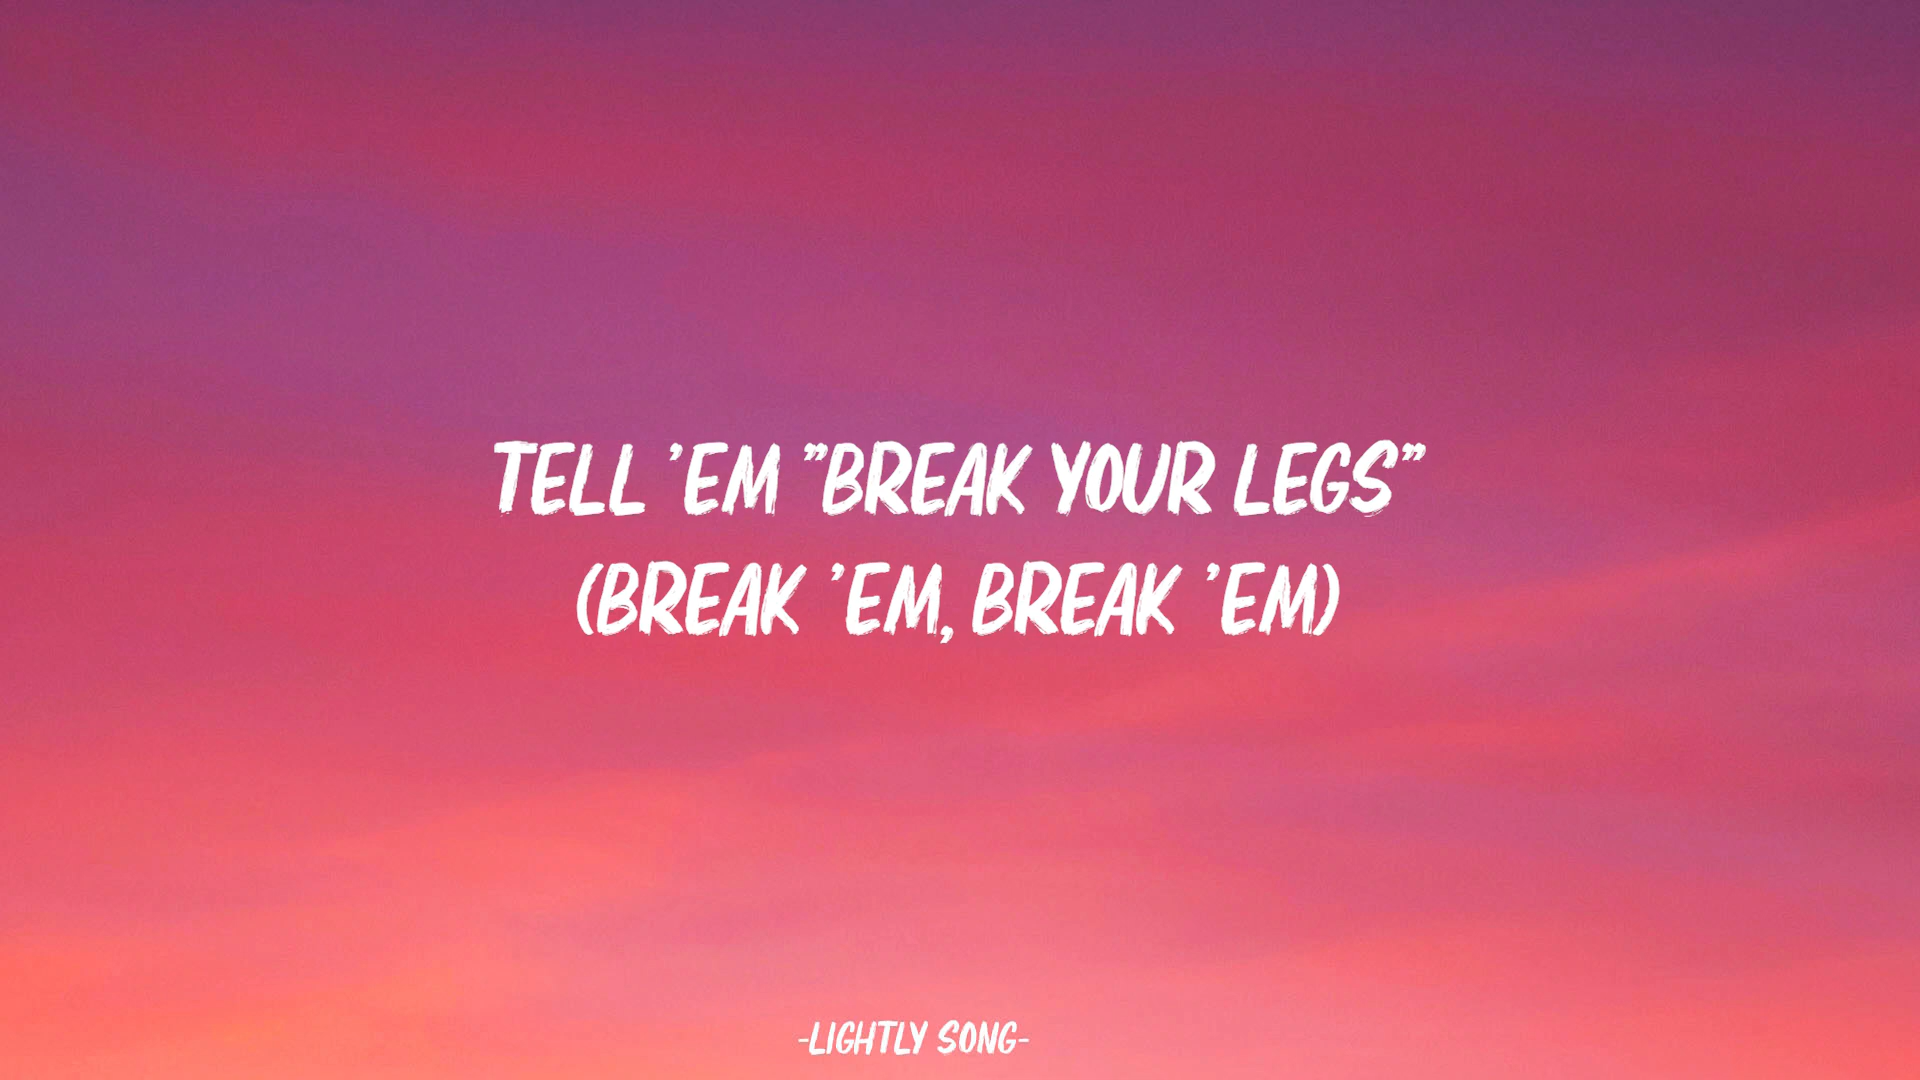 TELL 'EM "BREAK YOUR LEGS"
(BREAK 'EM, BREAK 'EM)
-LIGHTLY SONG-